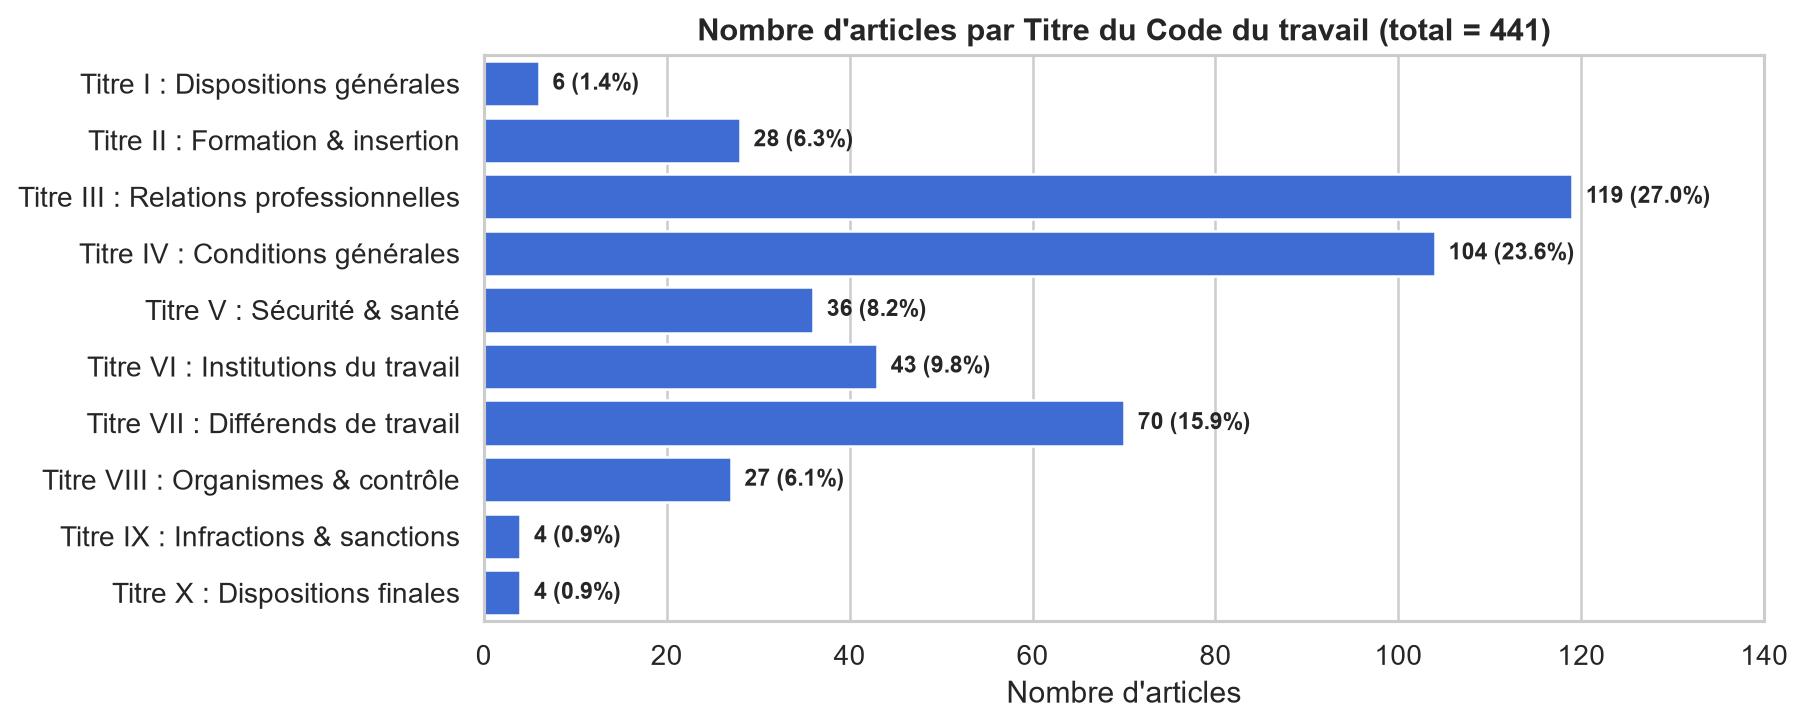 Nombre d'articles par Titre du Code du travail (total = 441)
Titre I : Dispositions générales
6 (1.4%)
Titre II : Formation & insertion
28 (6.3%)
Titre III : Relations professionnelles
119 (27.0%)
Titre IV : Conditions générales
104 (23.6%)
Titre V : Sécurité & santé
36 (8.2%)
Titre VI : Institutions du travail
43 (9.8%)
Titre VII : Différends de travail
70 (15.9%)
Titre VIII : Organismes & contrôle
27 (6.1%)
Titre IX : Infractions & sanctions
4 (0.9%)
Titre X : Dispositions finales
4 (0.9%)
0 20 40 60 80 100 120 140
Nombre d'articles